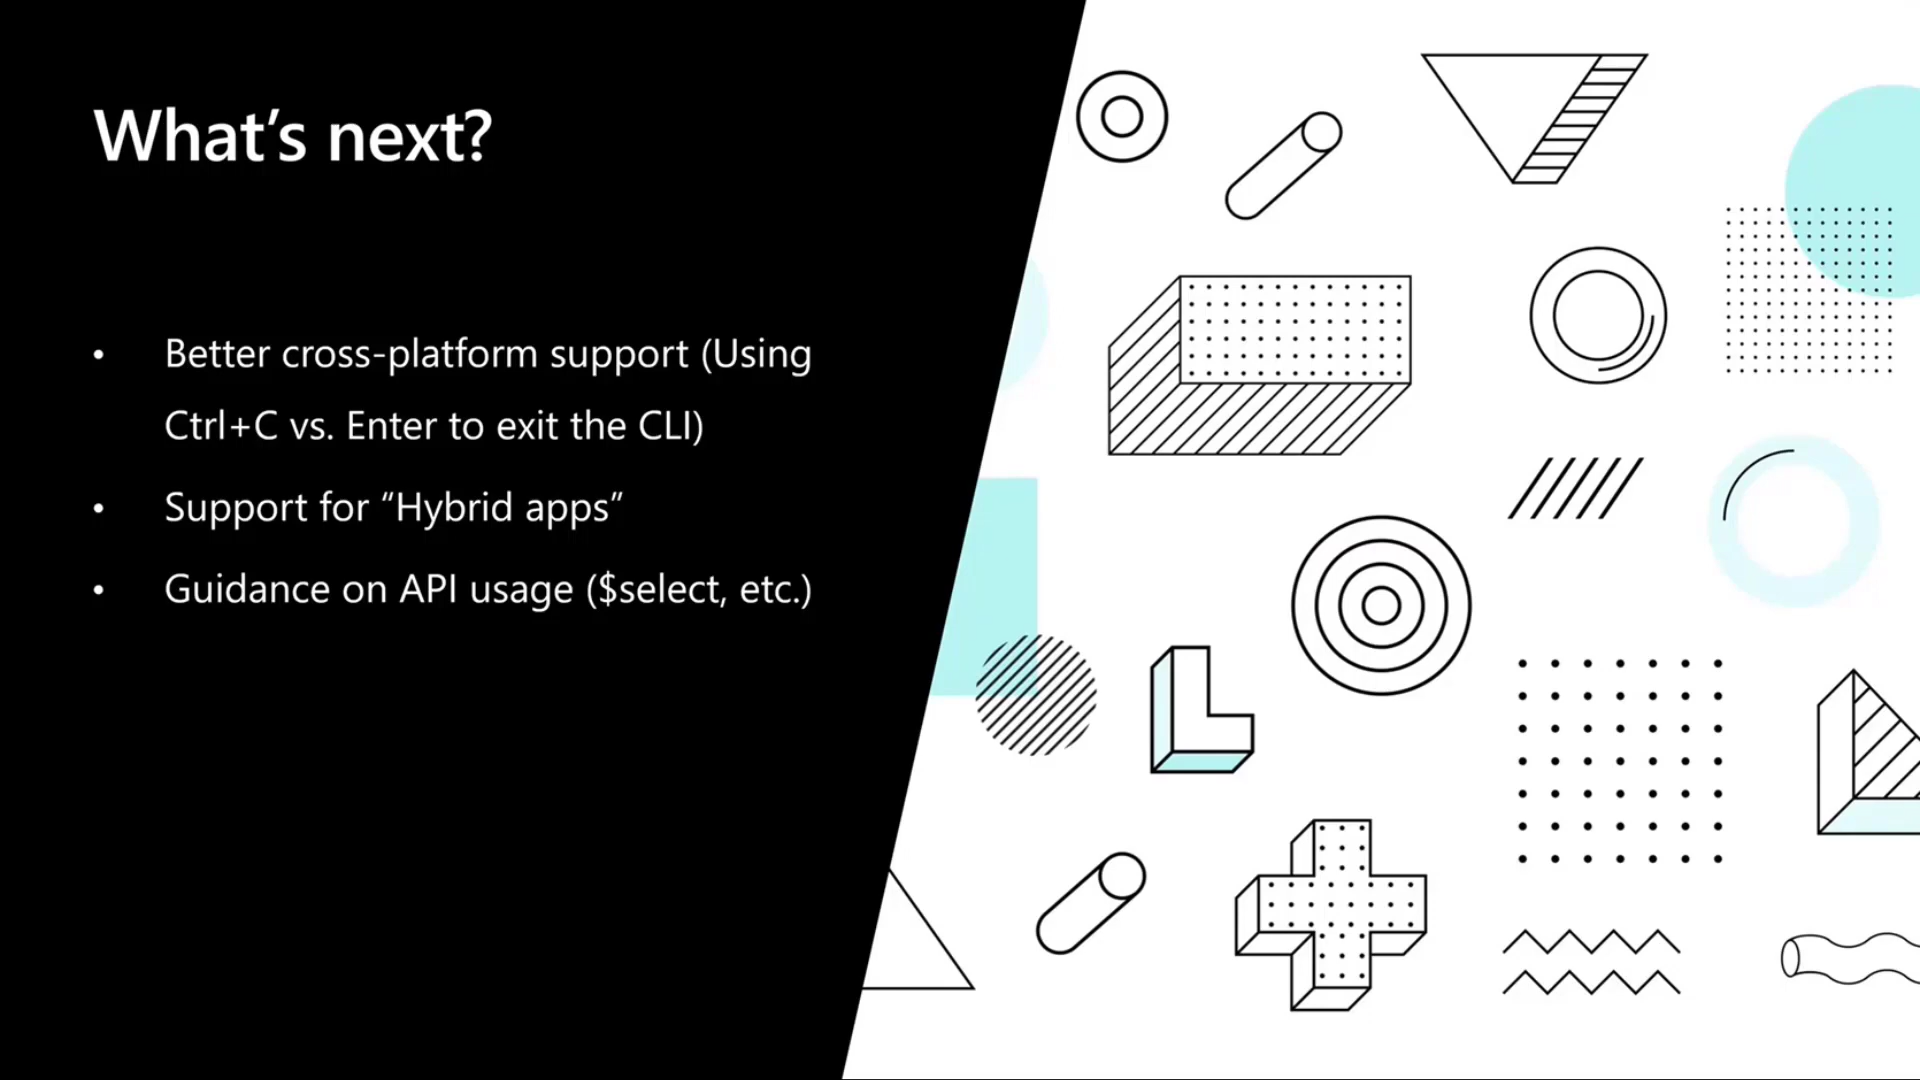 What’s next?
• Better cross-platform support (Using
Ctrl+C vs. Enter to exit the CLI)
• Support for “Hybrid apps”
• Guidance on API usage ($select, etc.)